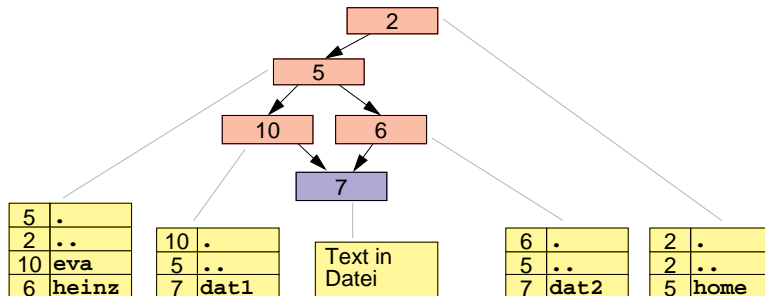 2
5
10 6
7
5 .
2 ..
10 eva
6 heinz
10 .
5 ..
7 dat1
Text in
Datei
6 .
5 ..
7 dat2
2 .
2 ..
5 home